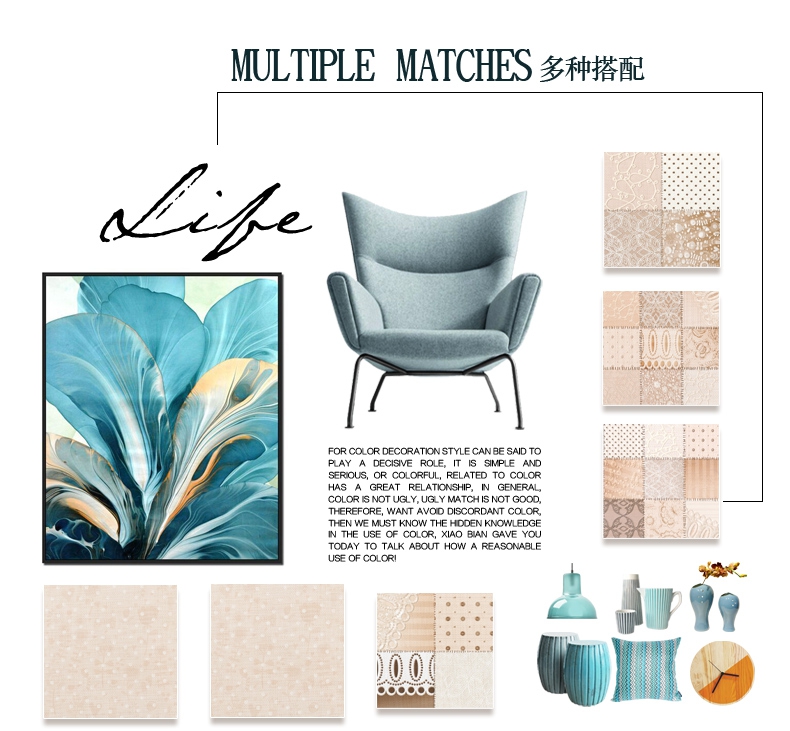 MULTIPLE MATCHES 多种搭配
Life
FOR COLOR DECORATION STYLE CAN BE SAID TO
PLAY A DECISIVE ROLE, IT IS SIMPLE AND
SERIOUS, OR COLORFUL, RELATED TO COLOR
HAS A GREAT RELATIONSHIP, IN GENERAL,
COLOR IS NOT UGLY, UGLY MATCH IS NOT GOOD,
THEREFORE, WANT AVOID DISCORDANT COLOR,
THEN WE MUST KNOW THE HIDDEN KNOWLEDGE
IN THE USE OF COLOR, XIAO BIAN GAVE YOU
TODAY TO TALK ABOUT HOW A REASONABLE
USE OF COLOR!